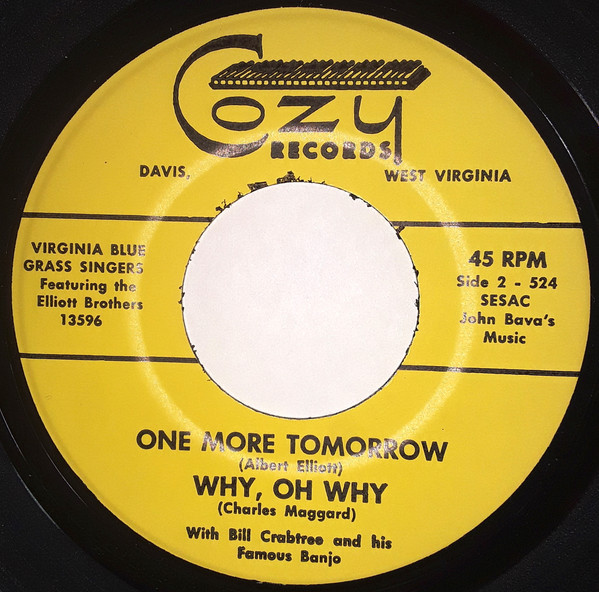 Cozy
RECORDS
DAVIS, WEST VIRGINIA
VIRGINIA BLUE
GRASS SINGERS
Featuring the
Elliott Brothers
13596
45 RPM
Side 2 - 524
SESAC
John Bava's
Music
ONE MORE TOMORROW
(Albert Elliott)
WHY, OH WHY
(Charles Maggard)
With Bill Crabtree and his
Famous Banjo